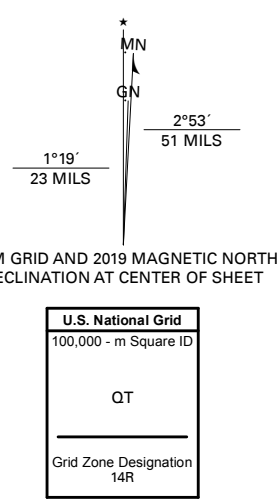 ★
MN
GN
2°53´
51 MILS
1°19´
23 MILS
M GRID AND 2019 MAGNETIC NORTH
ECLINATION AT CENTER OF SHEET
U.S. National Grid
100,000 - m Square ID
QT
Grid Zone Designation
14R